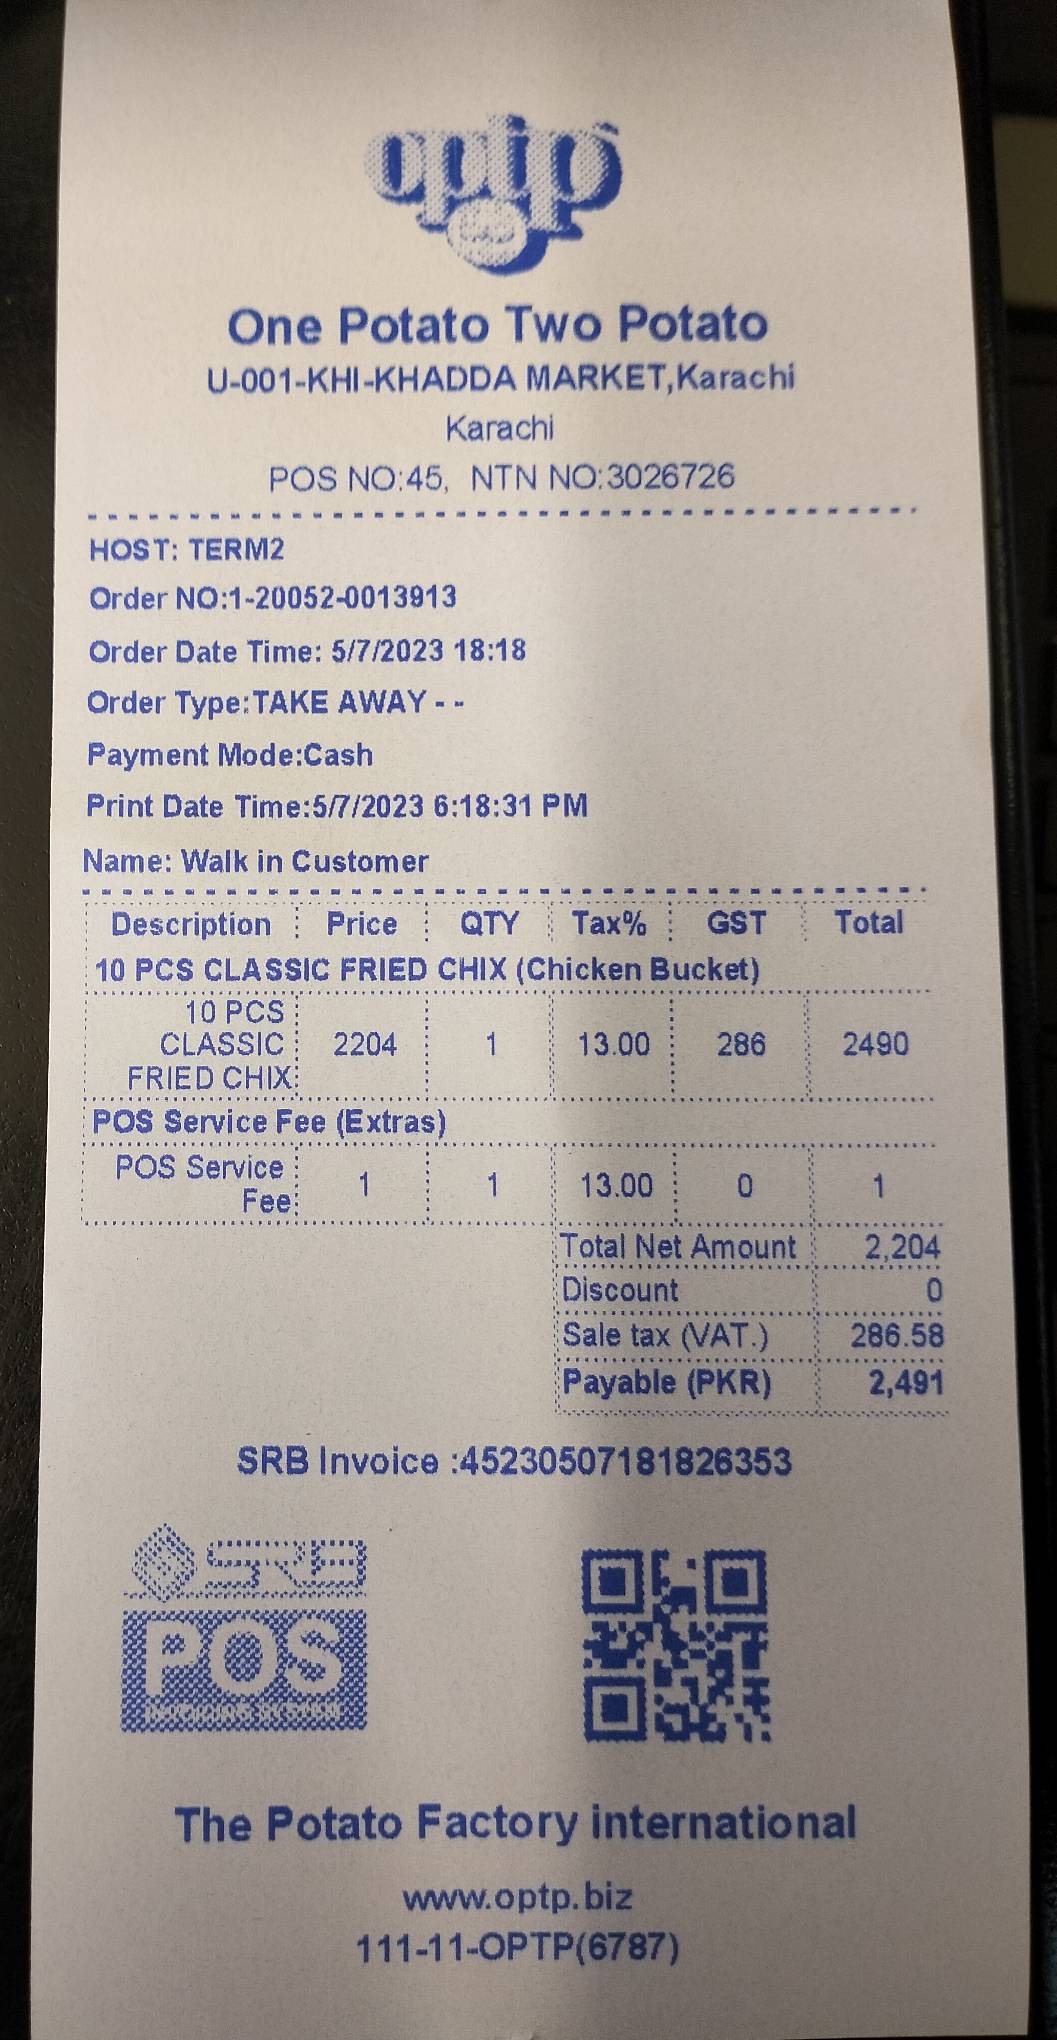 optp
One Potato Two Potato
U-001-KHI-KHADDA MARKET,Karachi
Karachi
POS NO:45, NTN NO:3026726
HOST: TERM2
Order NO:1-20052-0013913
Order Date Time: 5/7/2023 18:18
Order Type:TAKE AWAY - -
Payment Mode:Cash
Print Date Time:5/7/2023 6:18:31 PM
Name: Walk in Customer
Description Price QTY Tax% GST Total
10 PCS CLASSIC FRIED CHIX (Chicken Bucket)
10 PCS
CLASSIC 2204 1 13.00 286 2490
FRIED CHIX
POS Service Fee (Extras)
POS Service
Fee 1 1 13.00 0 1
Total Net Amount 2,204
Discount 0
Sale tax (VAT.) 286.58
Payable (PKR) 2,491
SRB Invoice :45230507181826353
SRB
POS
INVOICING SYSTEM
The Potato Factory international
www.optp.biz
111-11-OPTP(6787)